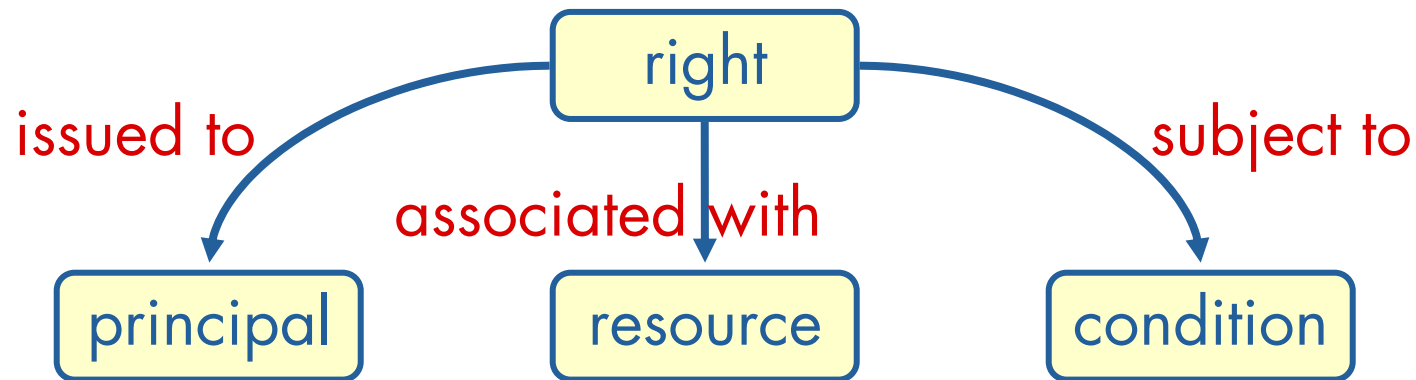 right
issued to
subject to
associated with
principal
resource
condition